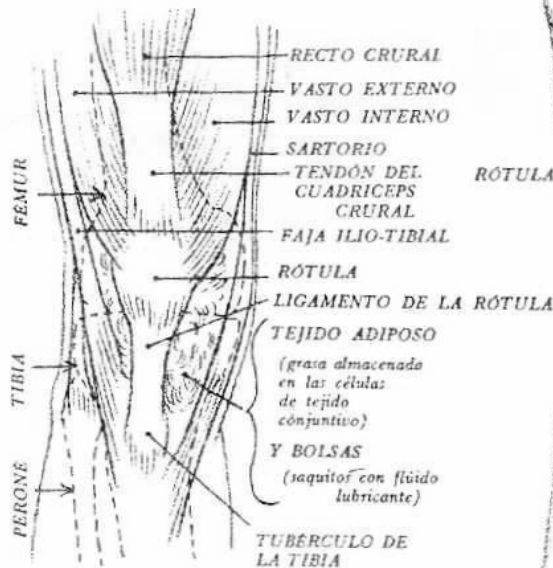 RECTO CRURAL
VASTO EXTERNO
VASTO INTERNO
SARTORIO
TENDÓN DEL
CUADRICEPS
CRURAL
RÓTULA
FAJA ILIO-TIBIAL
RÓTULA
LIGAMENTO DE LA RÓTULA
TEJIDO ADIPOSO
(grasa almacenada
en las células
de tejido
cònjuntivo)
Y BOLSAS
(saquitos con flúido
lubricante)
TUBÉRCULO DE
LA TIBIA
FÉMUR
TIBIA
PERONE